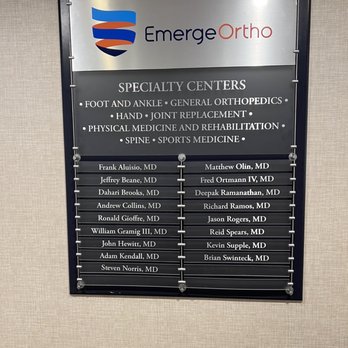 EmergeOrtho
SPECIALTY CENTERS
• FOOT AND ANKLE • GENERAL ORTHOPEDICS •
• HAND • JOINT REPLACEMENT •
• PHYSICAL MEDICINE AND REHABILITATION •
• SPINE • SPORTS MEDICINE •
Frank Aluisio, MD
Jeffrey Beane, MD
Dahari Brooks, MD
Andrew Collins, MD
Ronald Gioffre, MD
William Gramig III, MD
John Hewitt, MD
Adam Kendall, MD
Steven Norris, MD
Matthew Olin, MD
Fred Ortmann IV, MD
Deepak Ramanathan, MD
Richard Ramos, MD
Jason Rogers, MD
Reid Spears, MD
Kevin Supple, MD
Brian Swinteck, MD